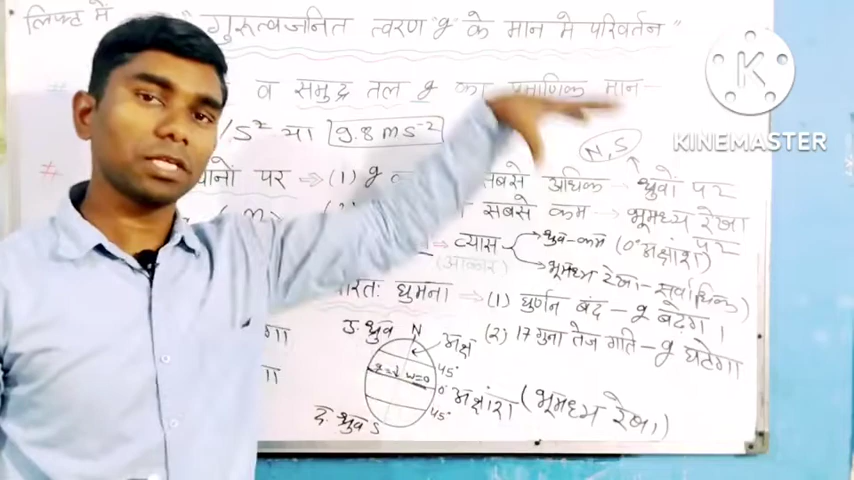 लिफ्ट में
"गुरुत्वजनित त्वरण "g" के मान मे परिवर्तन"
K
KINEMASTER
# व समुद्र तल g का प्रमाणिक मान-
/s² या 9.8 ms⁻²
N, S
# पर ⇒ (1) g सबसे अधिक → ध्रुवों पर
सबसे कम → भूमध्य रेखा पर
व्यास → ध्रुव-कम (0° अक्षांश)
(आकार) → भूमध्य रेखा-सर्वाधिक)
घुमना ⇒ (1) घुर्णन बंद - g बढेगा।
(2) 17 गुना तेज गति - g घटेगा
उ. ध्रुव N अक्ष
45°
w=0 0° अक्षांश (भूमध्य रेखा)
45°
द. ध्रुव S